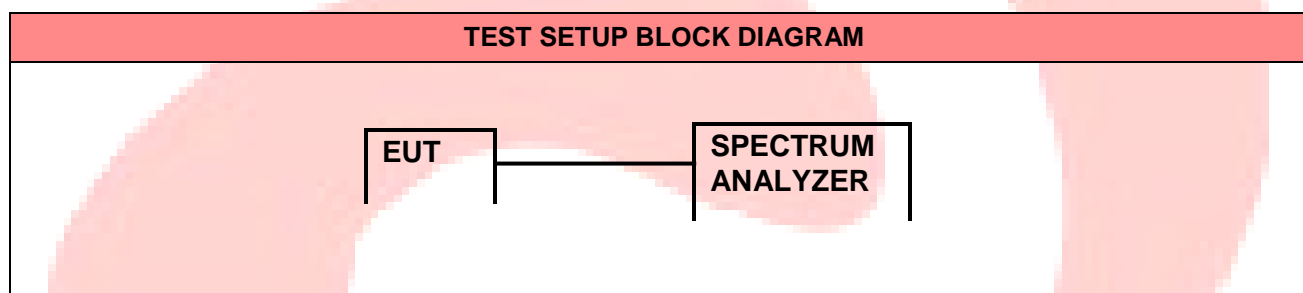 TEST SETUP BLOCK DIAGRAM
EUT
SPECTRUM
ANALYZER